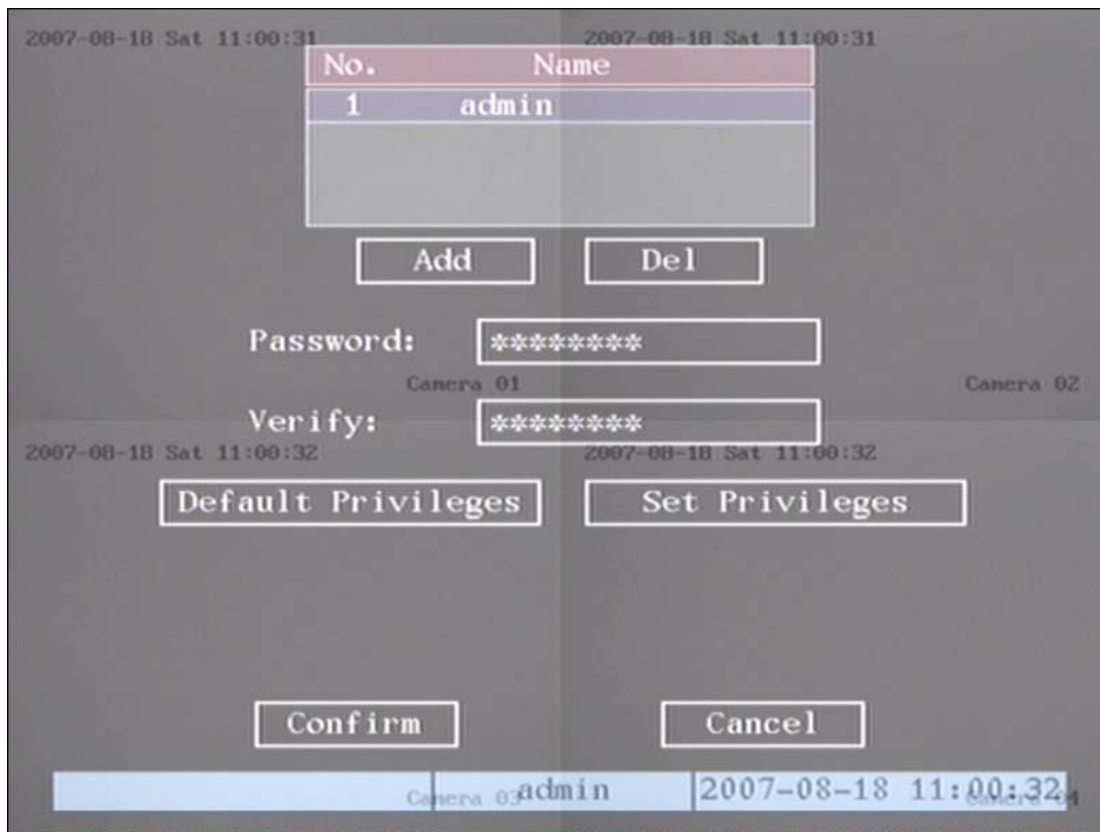 2007-08-18 Sat 11:00:31 2007-08-18 Sat 11:00:31
No. Name
1 admin
Add Del
Password: ********
Camera 01 Camera 02
Verify: ********
2007-08-18 Sat 11:00:32 2007-08-18 Sat 11:00:32
Default Privileges Set Privileges
Confirm Cancel
admin 2007-08-18 11:00:32
Camera 03 Camera 04